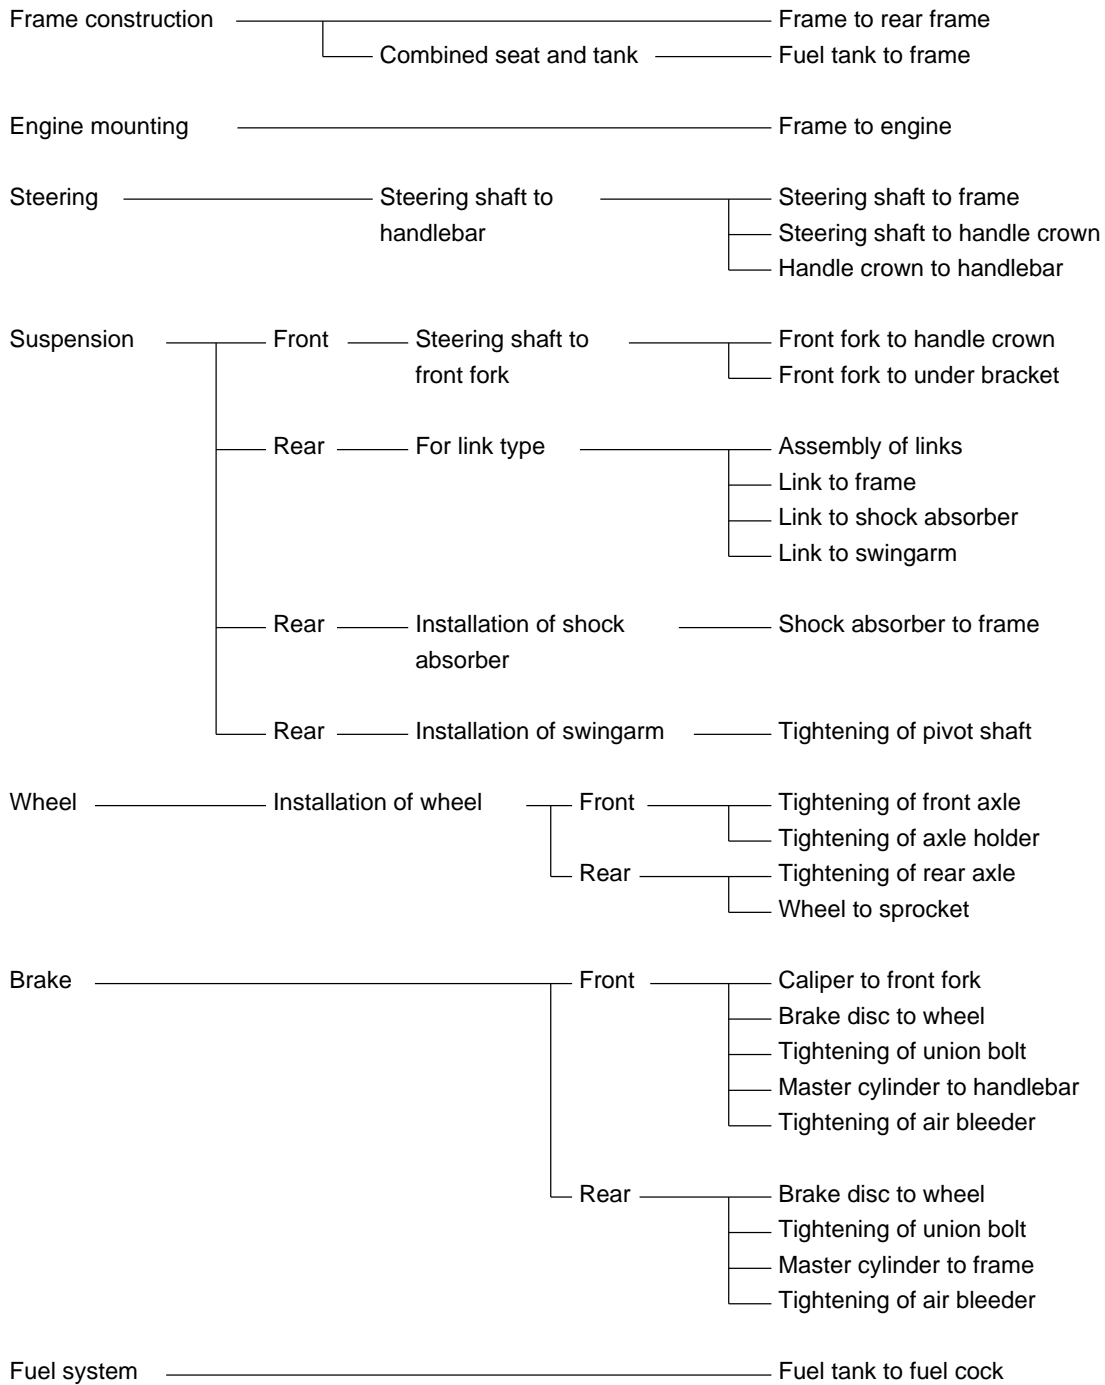 Frame construction Frame to rear frame
Combined seat and tank Fuel tank to frame
Engine mounting Frame to engine
Steering Steering shaft to Steering shaft to frame
handlebar Steering shaft to handle crown
Handle crown to handlebar
Suspension Front Steering shaft to Front fork to handle crown
front fork Front fork to under bracket
Rear For link type Assembly of links
Link to frame
Link to shock absorber
Link to swingarm
Rear Installation of shock Shock absorber to frame
absorber
Rear Installation of swingarm Tightening of pivot shaft
Wheel Installation of wheel Front Tightening of front axle
Tightening of axle holder
Rear Tightening of rear axle
Wheel to sprocket
Brake Front Caliper to front fork
Brake disc to wheel
Tightening of union bolt
Master cylinder to handlebar
Tightening of air bleeder
Rear Brake disc to wheel
Tightening of union bolt
Master cylinder to frame
Tightening of air bleeder
Fuel system Fuel tank to fuel cock